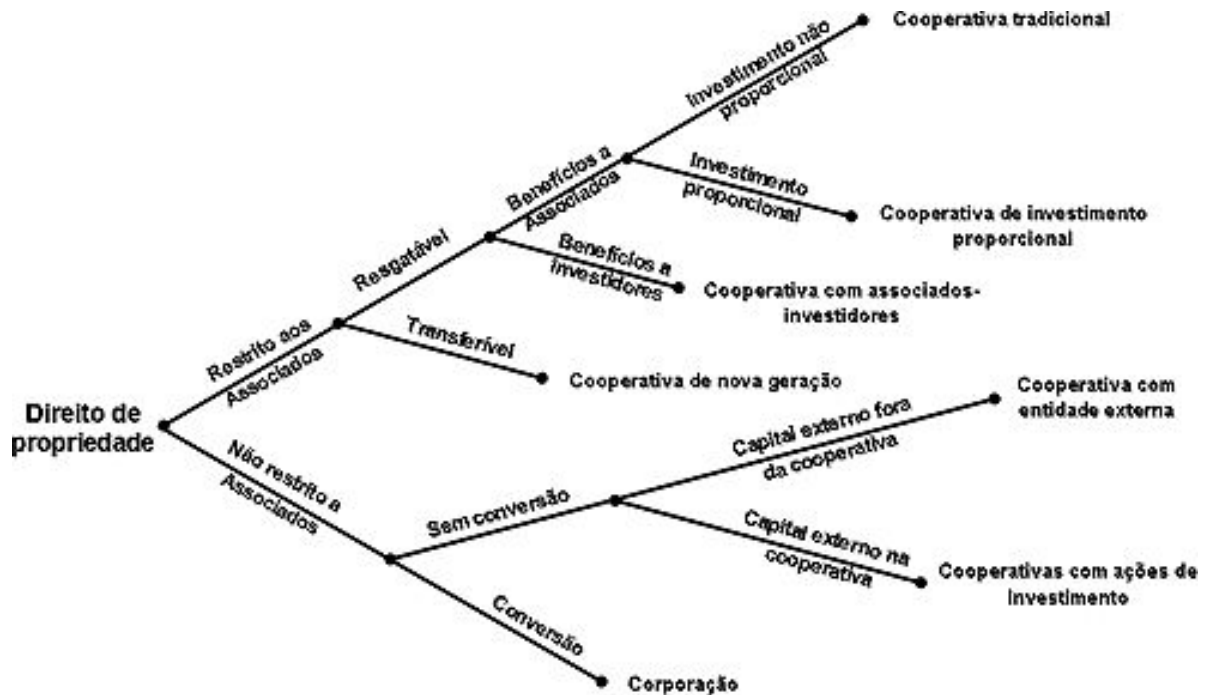 Investimento não
proporcional
Cooperativa tradicional
Benefícios a
Associados
Investimento
proporcional
Cooperativa de investimento
proporcional
Resgatável
Benefícios a
investidores
Cooperativa com associados-
investidores
Restrito aos
Associados
Transferível
Cooperativa de nova geração
Direito de
propriedade
Capital externo fora
da cooperativa
Cooperativa com
entidade externa
Não restrito a
Associados
Sem conversão
Capital externo na
cooperativa
Cooperativas com ações de
investimento
Conversão
Corporação